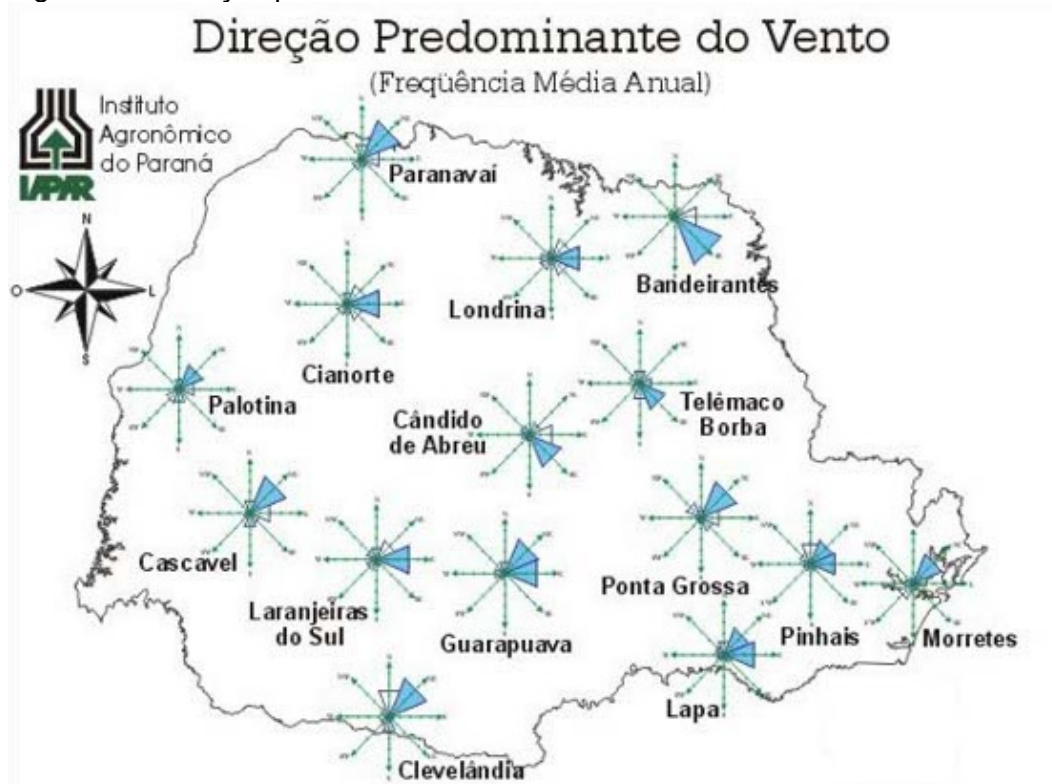 Direção Predominante do Vento
(Freqüência Média Anual)
Instituto
Agronômico
do Paraná
IAPAR
N
O
L
S
Paranavaí
Bandeirantes
Londrina
Cianorte
Palotina
Cândido
de Abreu
Telêmaco
Borba
Cascavel
Laranjeiras
do Sul
Guarapuava
Ponta Grossa
Pinhais
Morretes
Lapa
Clevelândia